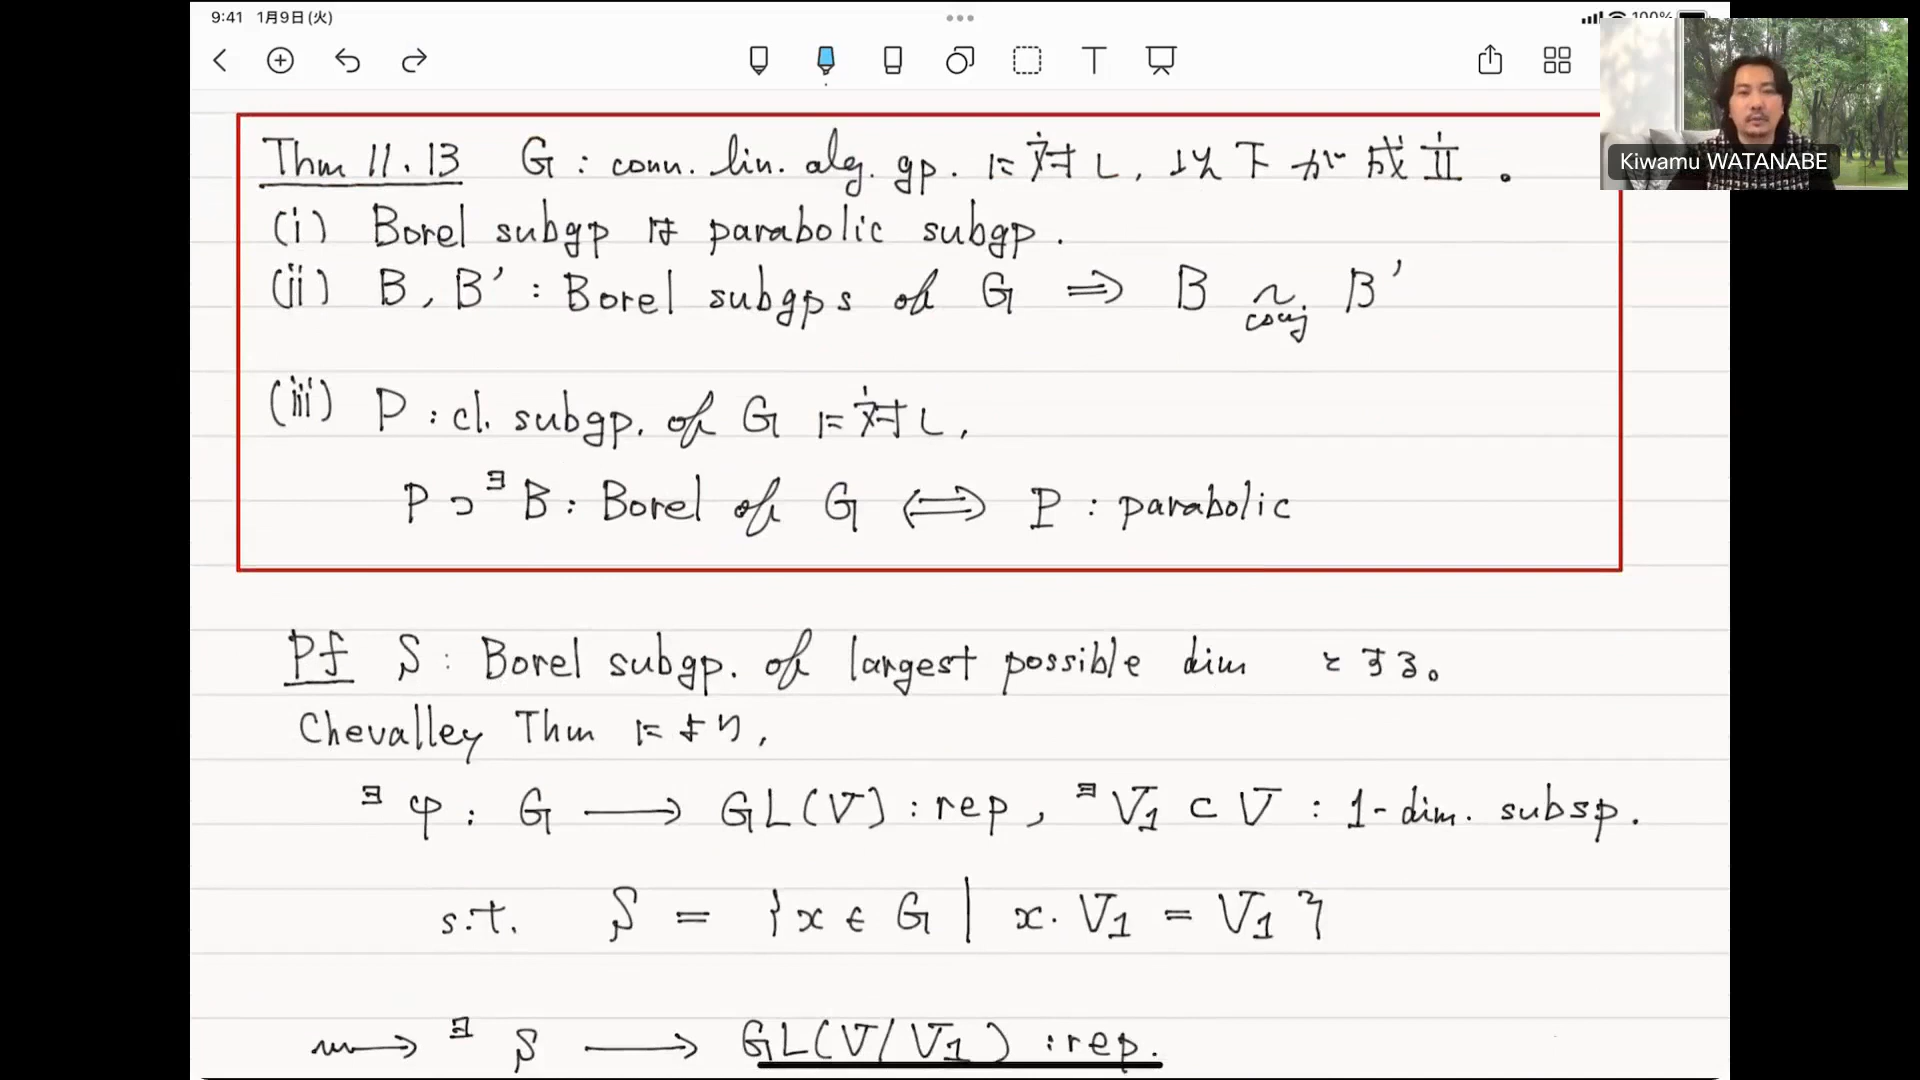 9:41 1月9日(火)
100%
Kiwamu WATANABE
Thm 11.13 G : conn. lin. alg. gp. に対し, 以下が成立。
(i) Borel subgp は parabolic subgp.
(ii) B, B' : Borel subgps of G ⟹ B ~ B'
conj
(iii) P : cl. subgp. of G に対し,
P ⊃ ∃B : Borel of G ⟺ P : parabolic
Pf S : Borel subgp. of largest possible dim とする。
Chevalley Thm により,
∃ φ : G ⟶ GL(V) : rep, ∃V₁ ⊂ V : 1-dim. subsp.
s.t. S = {x ∈ G | x. V₁ = V₁}
⇝ ∃ S ⟶ GL(V/V₁) : rep.